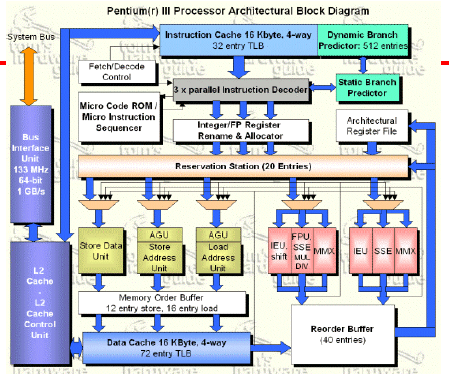 Pentium(r) III Processor Architectural Block Diagram
System Bus
Instruction Cache 16 Kbyte, 4-way
32 entry TLB
Dynamic Branch
Predictor: 512 entries
Fetch/Decode
Control
3 x parallel Instruction Decoder
Static Branch
Predictor
Micro Code ROM /
Micro Instruction
Sequencer
Integer/FP Register
Rename & Allocator
Architectural
Register File
Bus
Interface
Unit
133 MHz
64-bit
1 GB/s
Reservation Station (20 Entries)
Store Data
Unit
AGU
Store
Address
Unit
AGU
Load
Address
Unit
IEU,
shift
FPU,
SSE
MUL
DIV
MMX
IEU
SSE
MMX
L2
Cache -
L2
Cache
Control
Unit
Memory Order Buffer
12 entry store, 16 entry load
Reorder Buffer
(40 entries)
Data Cache 16 KByte, 4-way
72 entry TLB